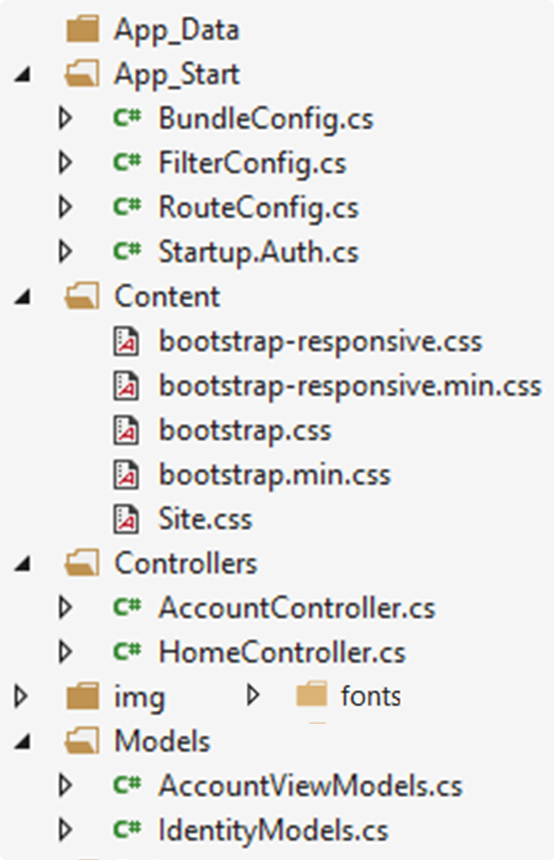 App_Data
App_Start
C# BundleConfig.cs
C# FilterConfig.cs
C# RouteConfig.cs
C# Startup.Auth.cs
Content
bootstrap-responsive.css
bootstrap-responsive.min.css
bootstrap.css
bootstrap.min.css
Site.css
Controllers
C# AccountController.cs
C# HomeController.cs
img fonts
Models
C# AccountViewModels.cs
C# IdentityModels.cs